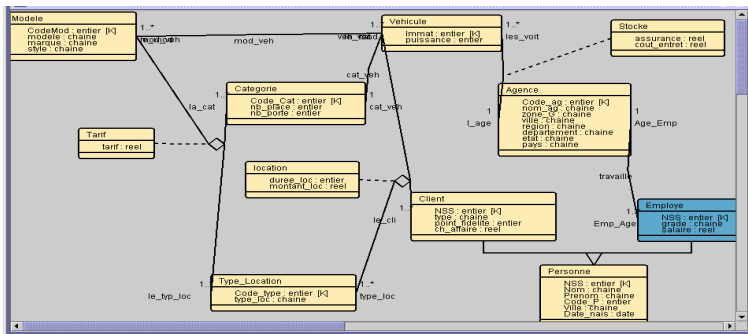 Modele
CodeMod : entier [K]
modele : chaine
marque : chaine
style : chaine
1..*
mod_veh
Vehicule
Immat : entier [K]
puissance : entier
1..*
les_voit
Stocke
assurance : reel
cout_entret : reel
cat_veh
1..
la_cat
Categorie
Code_Cat : entier [K]
nb_place : entier
nb_porte : entier
1
cat_veh
Agence
Code_ag : entier [K]
nom_ag : chaine
zone_G : chaine
ville : chaine
region : chaine
departement : chaine
etat : chaine
pays : chaine
1
l_age
1
Age_Emp
Tarif
tarif : reel
location
duree_loc : entier
montant_loc : reel
travaille
1..
le_cli
Client
NSS : entier [K]
type : chaine
point_fidelite : entier
ch_affaire : reel
1..
Emp_Age
Employe
NSS : entier [K]
grade : chaine
salaire : reel
1..
le_typ_loc
Type_Location
Code_type : entier [K]
type_loc : chaine
1..*
type_loc
Personne
NSS : entier [K]
Nom : chaine
Prenom : chaine
Code_P : entier
Ville : chaine
Date_nais : date